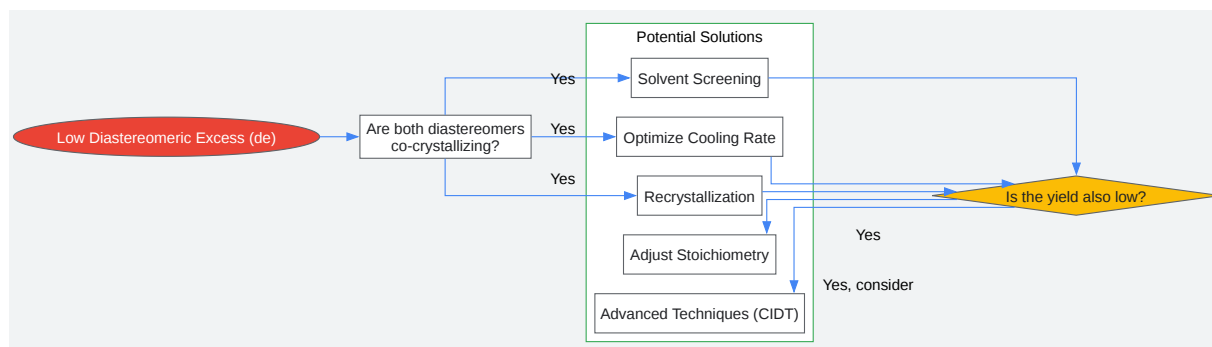 Potential Solutions
Yes
Solvent Screening
Low Diastereomeric Excess (de)
Are both diastereomers
co-crystallizing?
Yes
Optimize Cooling Rate
Yes
Recrystallization
Is the yield also low?
Yes
Adjust Stoichiometry
Yes, consider
Advanced Techniques (CIDT)